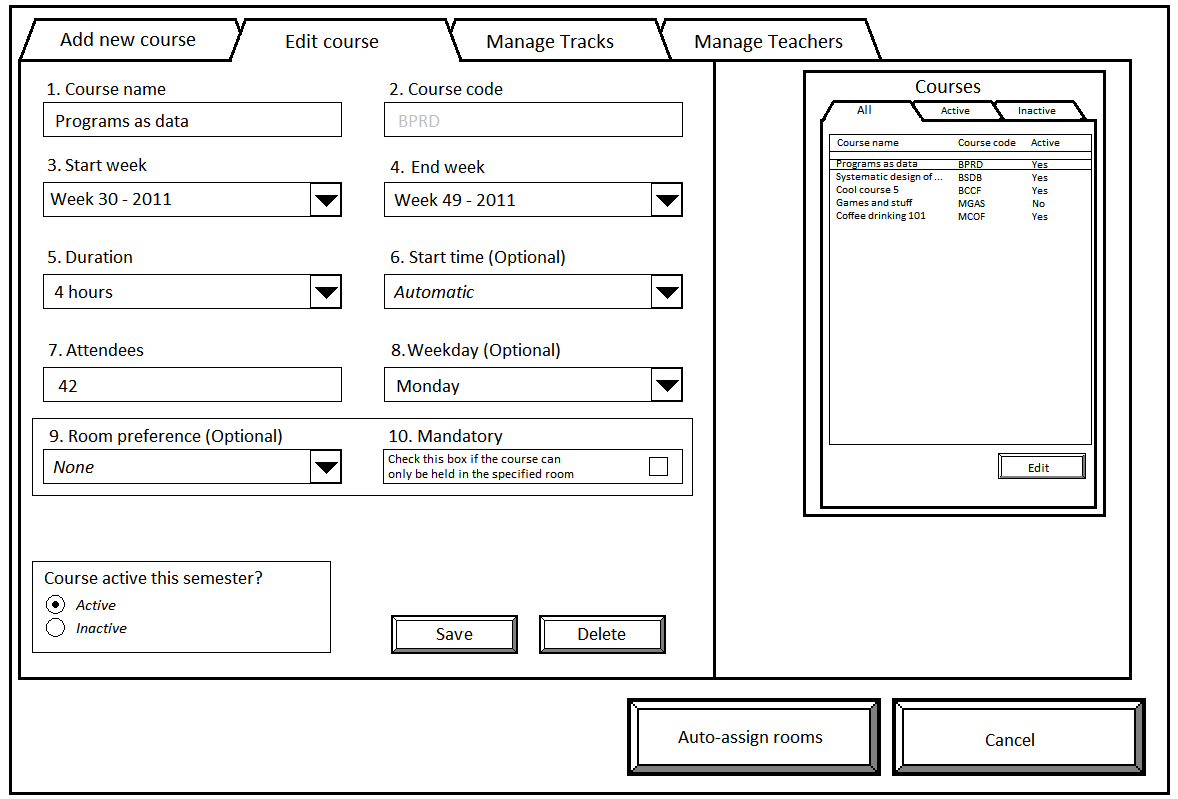 Add new course
Edit course
Manage Tracks
Manage Teachers
1. Course name
2. Course code
Programs as data
BPRD
3. Start week
4. End week
Week 30 - 2011
Week 49 - 2011
5. Duration
6. Start time (Optional)
4 hours
Automatic
7. Attendees
8.Weekday (Optional)
42
Monday
9. Room preference (Optional)
10. Mandatory
None
Check this box if the course can
only be held in the specified room
Course active this semester?
Active
Inactive
Save
Delete
Courses
All
Active
Inactive
Course name Course code Active
Programs as data BPRD Yes
Systematic design of ... BSDB Yes
Cool course 5 BCCF Yes
Games and stuff MGAS No
Coffee drinking 101 MCOF Yes
Edit
Auto-assign rooms
Cancel